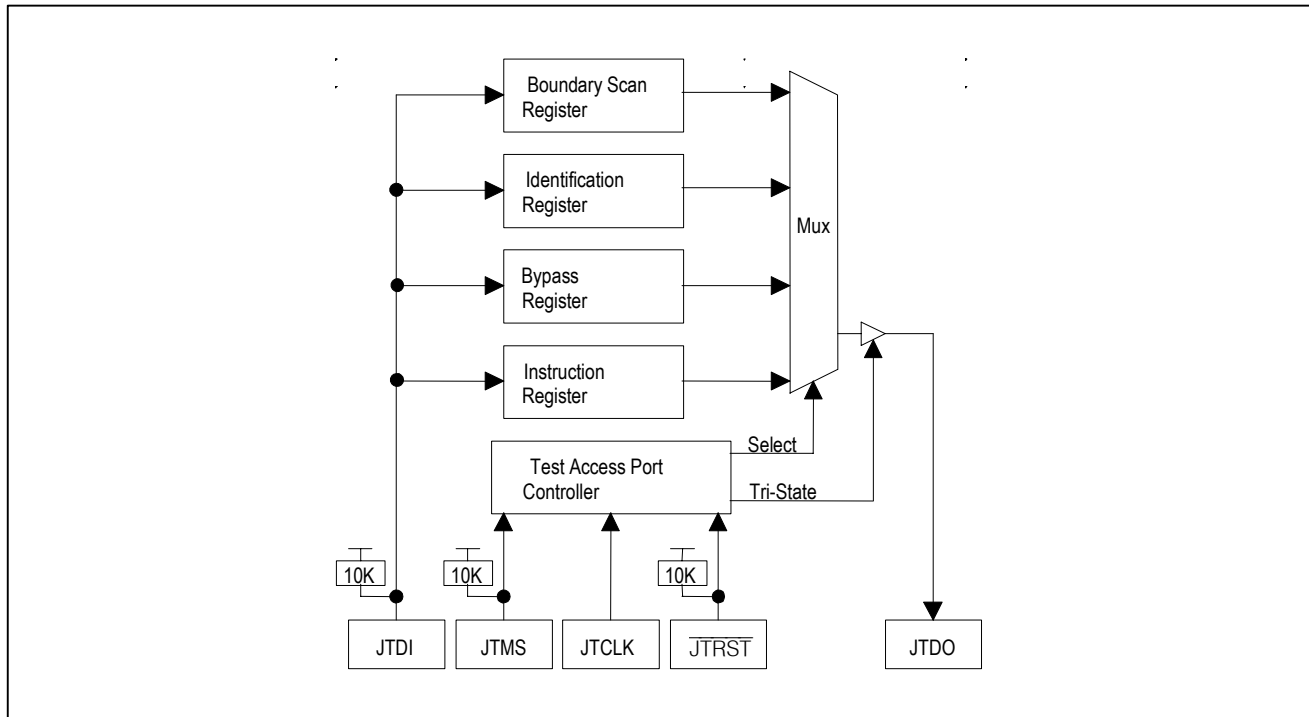 Boundary Scan
Register
Identification
Register
Mux
Bypass
Register
Instruction
Register
Select
Test Access Port
Controller
Tri-State
10K
10K
10K
JTDI
JTMS
JTCLK
JTRST
JTDO